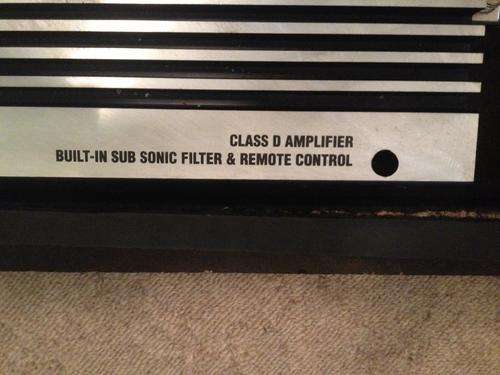 CLASS D AMPLIFIER
BUILT-IN SUB SONIC FILTER & REMOTE CONTROL